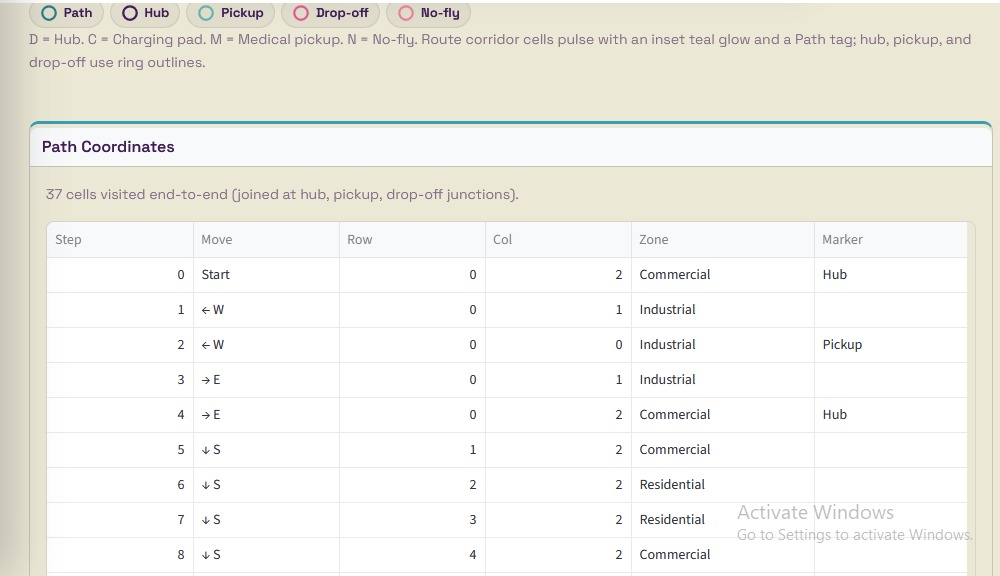 Path Hub Pickup Drop-off No-fly
D = Hub. C = Charging pad. M = Medical pickup. N = No-fly. Route corridor cells pulse with an inset teal glow and a Path tag; hub, pickup, and
drop-off use ring outlines.
Path Coordinates
37 cells visited end-to-end (joined at hub, pickup, drop-off junctions).
Step Move Row Col Zone Marker
0 Start 0 2 Commercial Hub
1 ← W 0 1 Industrial
2 ← W 0 0 Industrial Pickup
3 → E 0 1 Industrial
4 → E 0 2 Commercial Hub
5 ↓ S 1 2 Commercial
6 ↓ S 2 2 Residential
7 ↓ S 3 2 Residential
8 ↓ S 4 2 Commercial
Activate Windows
Go to Settings to activate Windows.